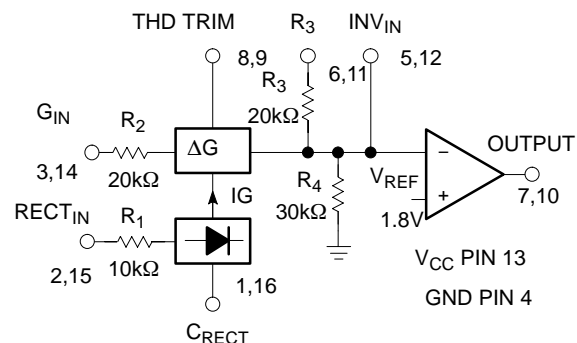 THD TRIM
R3
INVIN
8,9
6,11
5,12
R3
20kΩ
GIN
R2
ΔG
3,14
20kΩ
OUTPUT
−
VREF
+
1.8V
7,10
IG
R4
30kΩ
RECTIN
R1
2,15
10kΩ
1,16
CRECT
VCC PIN 13
GND PIN 4